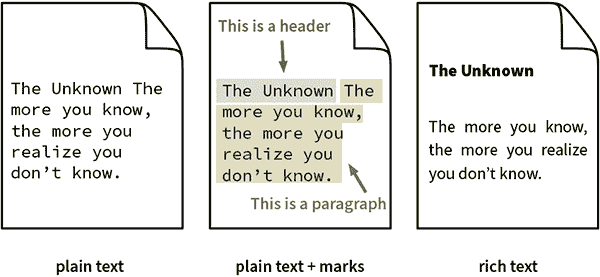 The Unknown The
more you know,
the more you
realize you
don't know.
plain text
This is a header
The Unknown The
more you know,
the more you
realize you
don't know.
This is a paragraph
plain text + marks
The Unknown
The more you know,
the more you realize
you don't know.
rich text